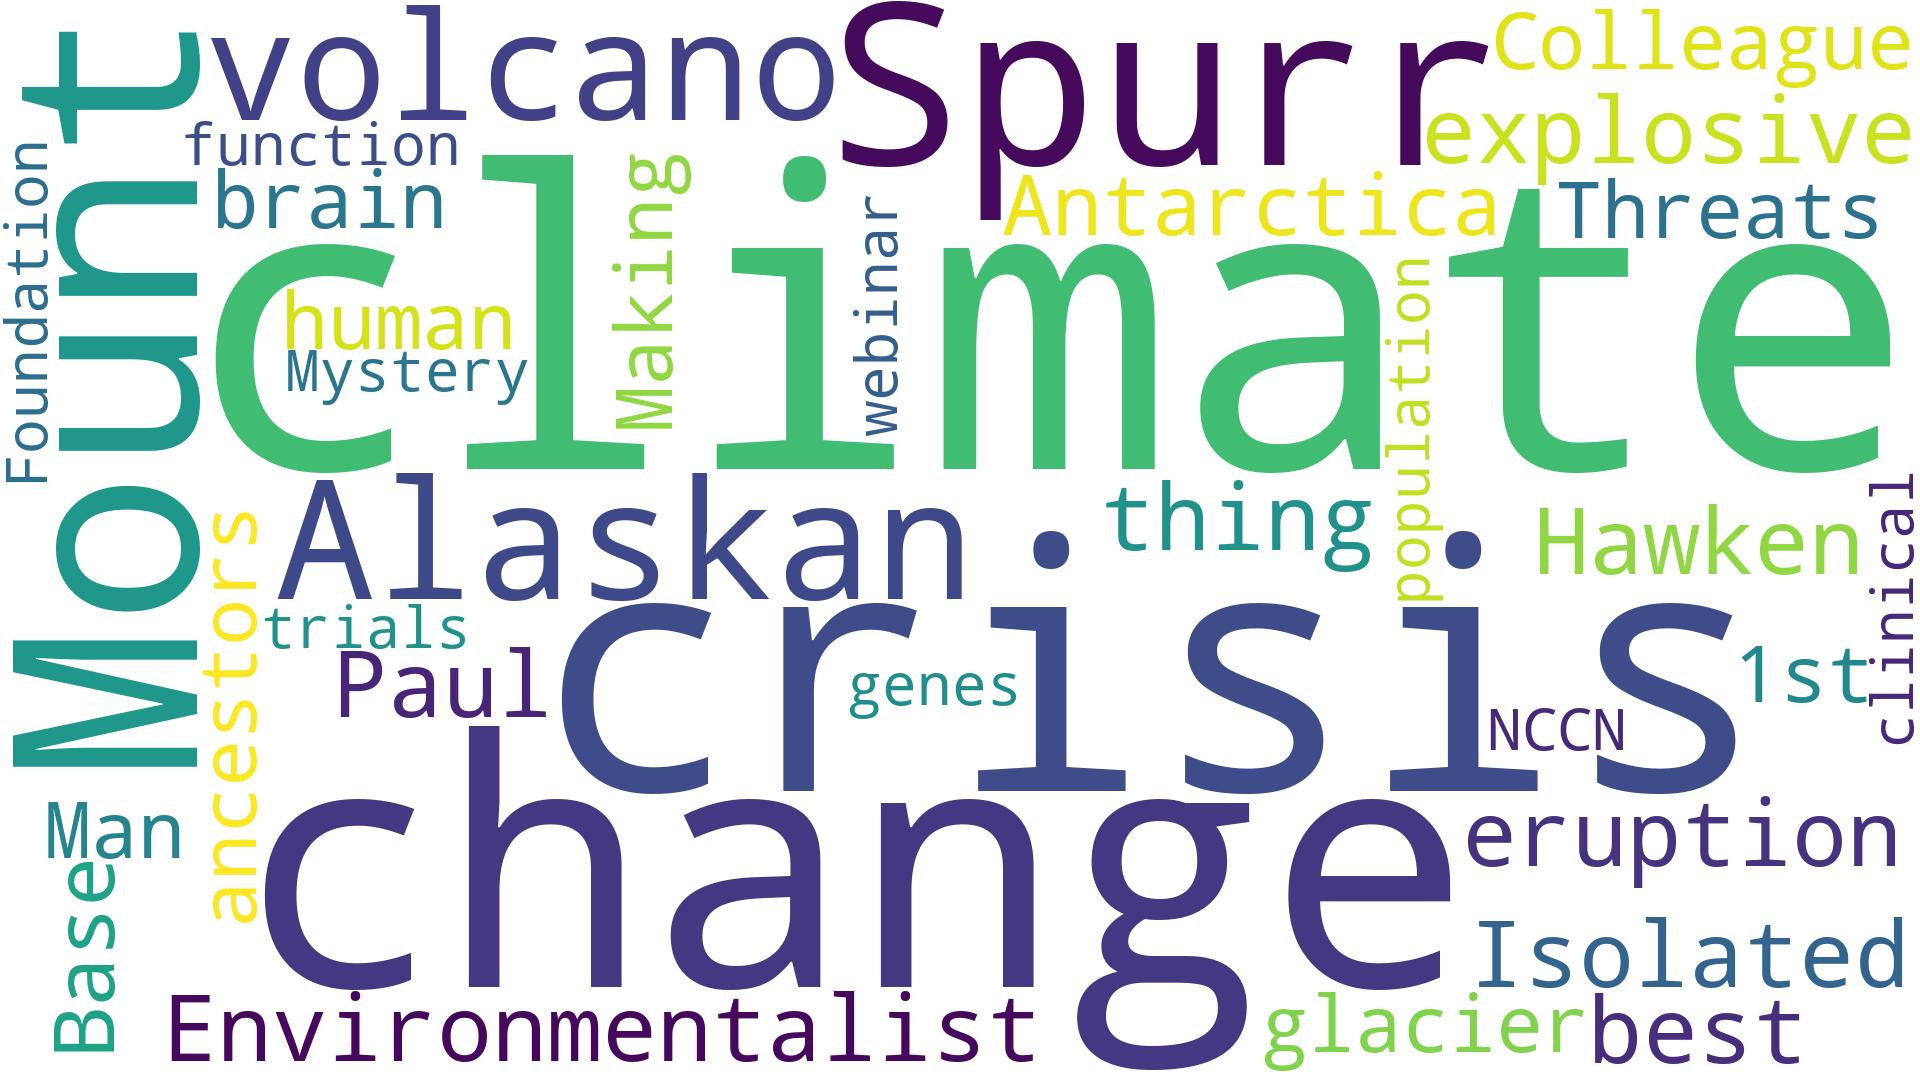 volcano
Spurr
Colleague
explosive
function
brain
Making
webinar
Antarctica
Threats
Foundation
Mount
climate
human
Mystery
population
Alaskan
thing
Hawken
clinical
ancestors
trials
Paul
crisis
genes
1st
NCCN
Man
Base
change
eruption
Isolated
Environmentalist
glacier
best